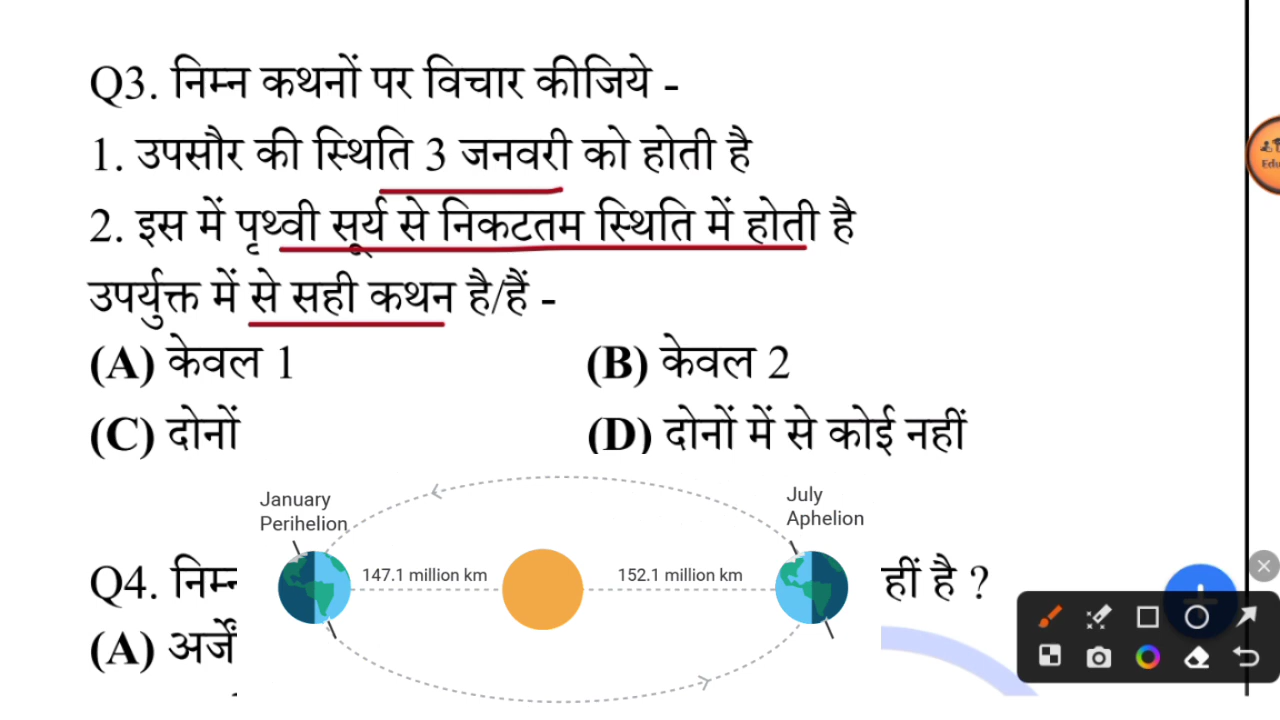 Q3. निम्न कथनों पर विचार कीजिये -
1. उपसौर की स्थिति 3 जनवरी को होती है
2. इस में पृथ्वी सूर्य से निकटतम स्थिति में होती है
उपर्युक्त में से सही कथन है/हैं -
(A) केवल 1
(B) केवल 2
(C) दोनों
(D) दोनों में से कोई नहीं
January
Perihelion
July
Aphelion
147.1 million km
152.1 million km
Q4. निम्न
हीं है ?
(A) अर्जें
Edu